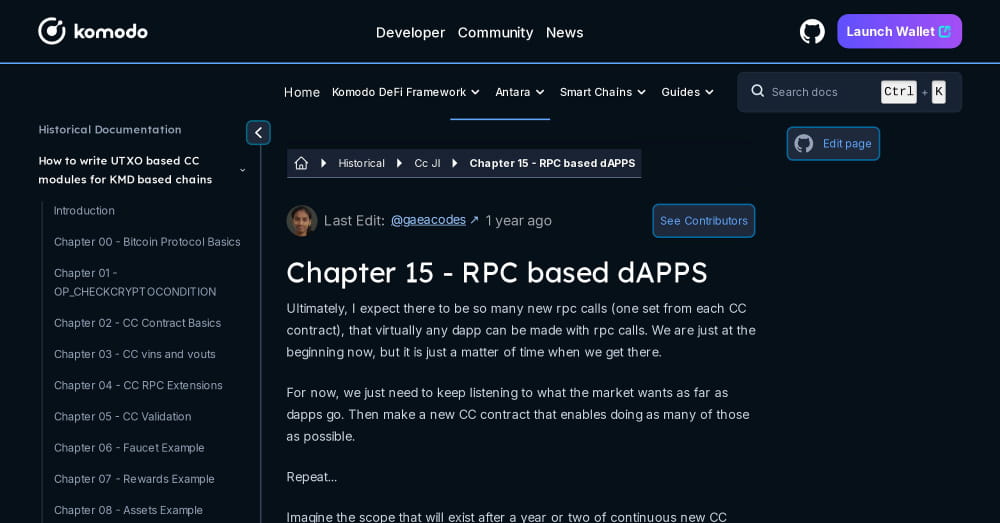 komodo
Developer Community News
Launch Wallet
Home Komodo DeFi Framework Antara Smart Chains Guides
Search docs Ctrl + K
Historical Documentation
How to write UTXO based CC
modules for KMD based chains
Introduction
Chapter 00 - Bitcoin Protocol Basics
Chapter 01 -
OP_CHECKCRYPTOCONDITION
Chapter 02 - CC Contract Basics
Chapter 03 - CC vins and vouts
Chapter 04 - CC RPC Extensions
Chapter 05 - CC Validation
Chapter 06 - Faucet Example
Chapter 07 - Rewards Example
Chapter 08 - Assets Example
Edit page
Historical Cc Jl Chapter 15 - RPC based dAPPS
Last Edit: @gaeacodes ↗ 1 year ago
See Contributors
Chapter 15 - RPC based dAPPS
Ultimately, I expect there to be so many new rpc calls (one set from each CC
contract), that virtually any dapp can be made with rpc calls. We are just at the
beginning now, but it is just a matter of time when we get there.
For now, we just need to keep listening to what the market wants as far as
dapps go. Then make a new CC contract that enables doing as many of those
as possible.
Repeat...
Imagine the scope that will exist after a year or two of continuous new CC